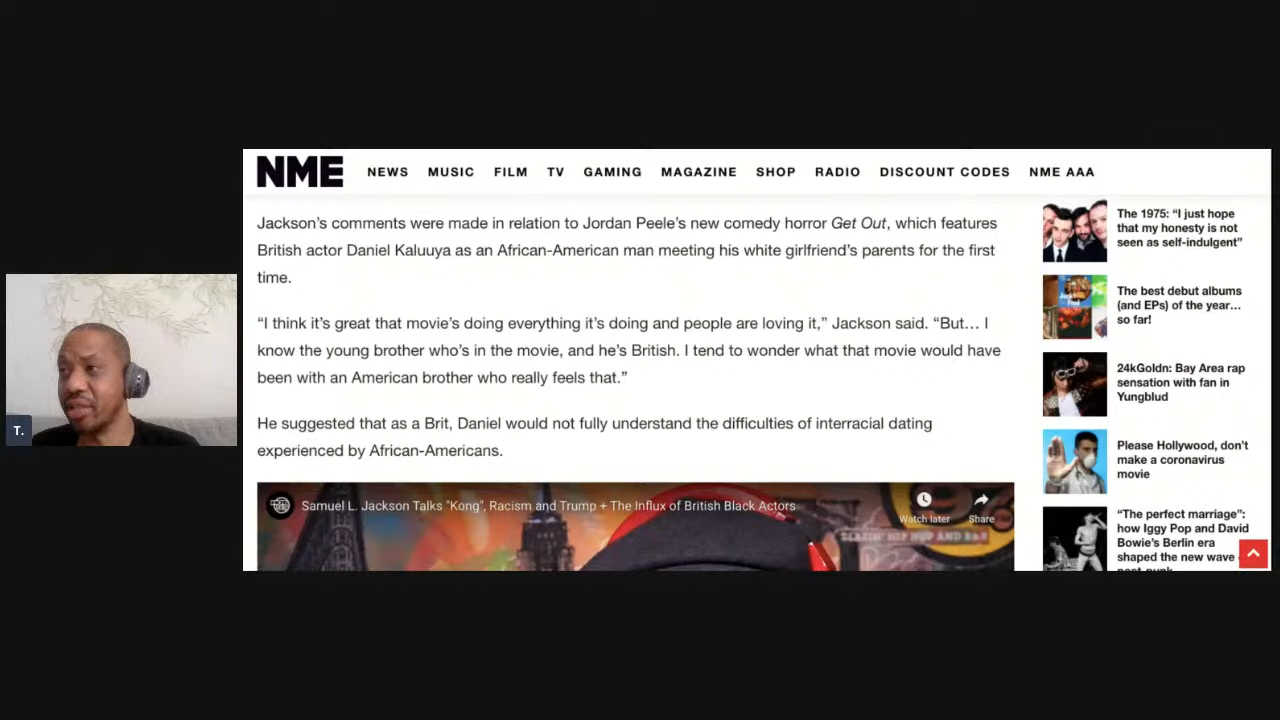 NME
NEWS MUSIC FILM TV GAMING MAGAZINE SHOP RADIO DISCOUNT CODES NME AAA
Jackson’s comments were made in relation to Jordan Peele’s new comedy horror Get Out, which features
British actor Daniel Kaluuya as an African-American man meeting his white girlfriend’s parents for the first
time.
“I think it’s great that movie’s doing everything it’s doing and people are loving it,” Jackson said. “But… I
know the young brother who’s in the movie, and he’s British. I tend to wonder what that movie would have
been with an American brother who really feels that.”
He suggested that as a Brit, Daniel would not fully understand the difficulties of interracial dating
experienced by African-Americans.
Samuel L. Jackson Talks "Kong", Racism and Trump + The Influx of British Black Actors
Watch later
Share
BLAZIN' HIP HOP AND R&B
The 1975: “I just hope
that my honesty is not
seen as self-indulgent”
The best debut albums
(and EPs) of the year…
so far!
24kGoldn: Bay Area rap
sensation with fan in
Yungblud
Please Hollywood, don’t
make a coronavirus
movie
“The perfect marriage”:
how Iggy Pop and David
Bowie’s Berlin era
shaped the new wave
post-punk
T.